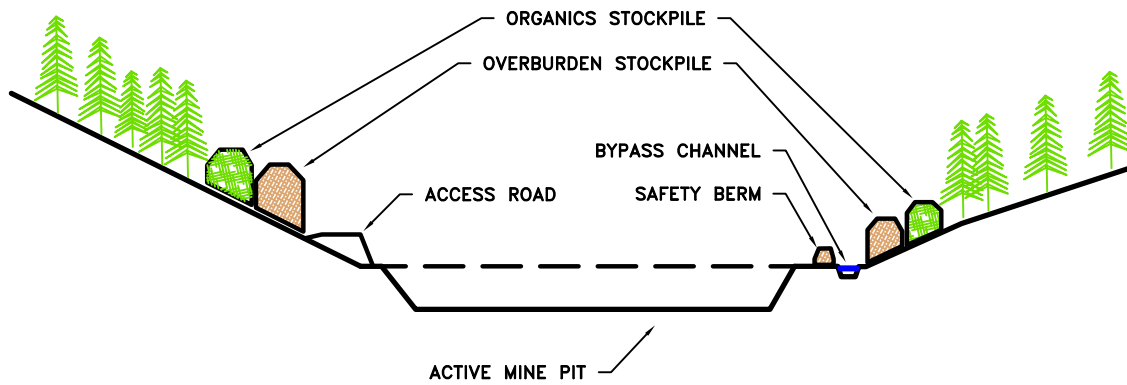 ORGANICS STOCKPILE
OVERBURDEN STOCKPILE
BYPASS CHANNEL
ACCESS ROAD
SAFETY BERM
ACTIVE MINE PIT